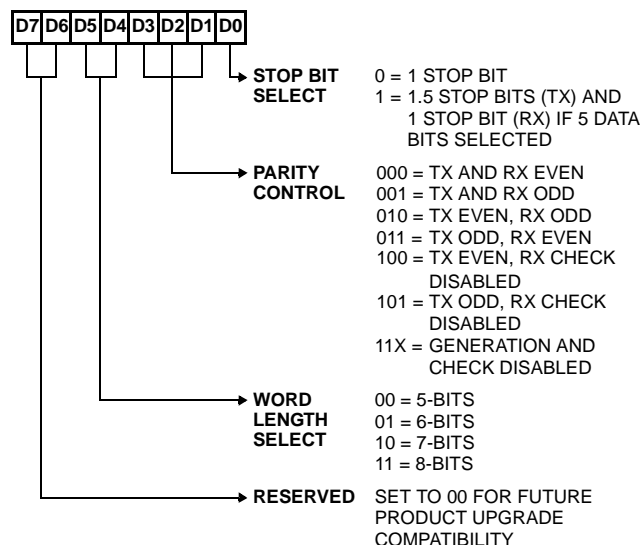 D7 D6 D5 D4 D3 D2 D1 D0
STOP BIT
SELECT
0 = 1 STOP BIT
1 = 1.5 STOP BITS (TX) AND
1 STOP BIT (RX) IF 5 DATA
BITS SELECTED
PARITY
CONTROL
000 = TX AND RX EVEN
001 = TX AND RX ODD
010 = TX EVEN, RX ODD
011 = TX ODD, RX EVEN
100 = TX EVEN, RX CHECK
DISABLED
101 = TX ODD, RX CHECK
DISABLED
11X = GENERATION AND
CHECK DISABLED
WORD
LENGTH
SELECT
00 = 5-BITS
01 = 6-BITS
10 = 7-BITS
11 = 8-BITS
RESERVED
SET TO 00 FOR FUTURE
PRODUCT UPGRADE
COMPATIBILITY